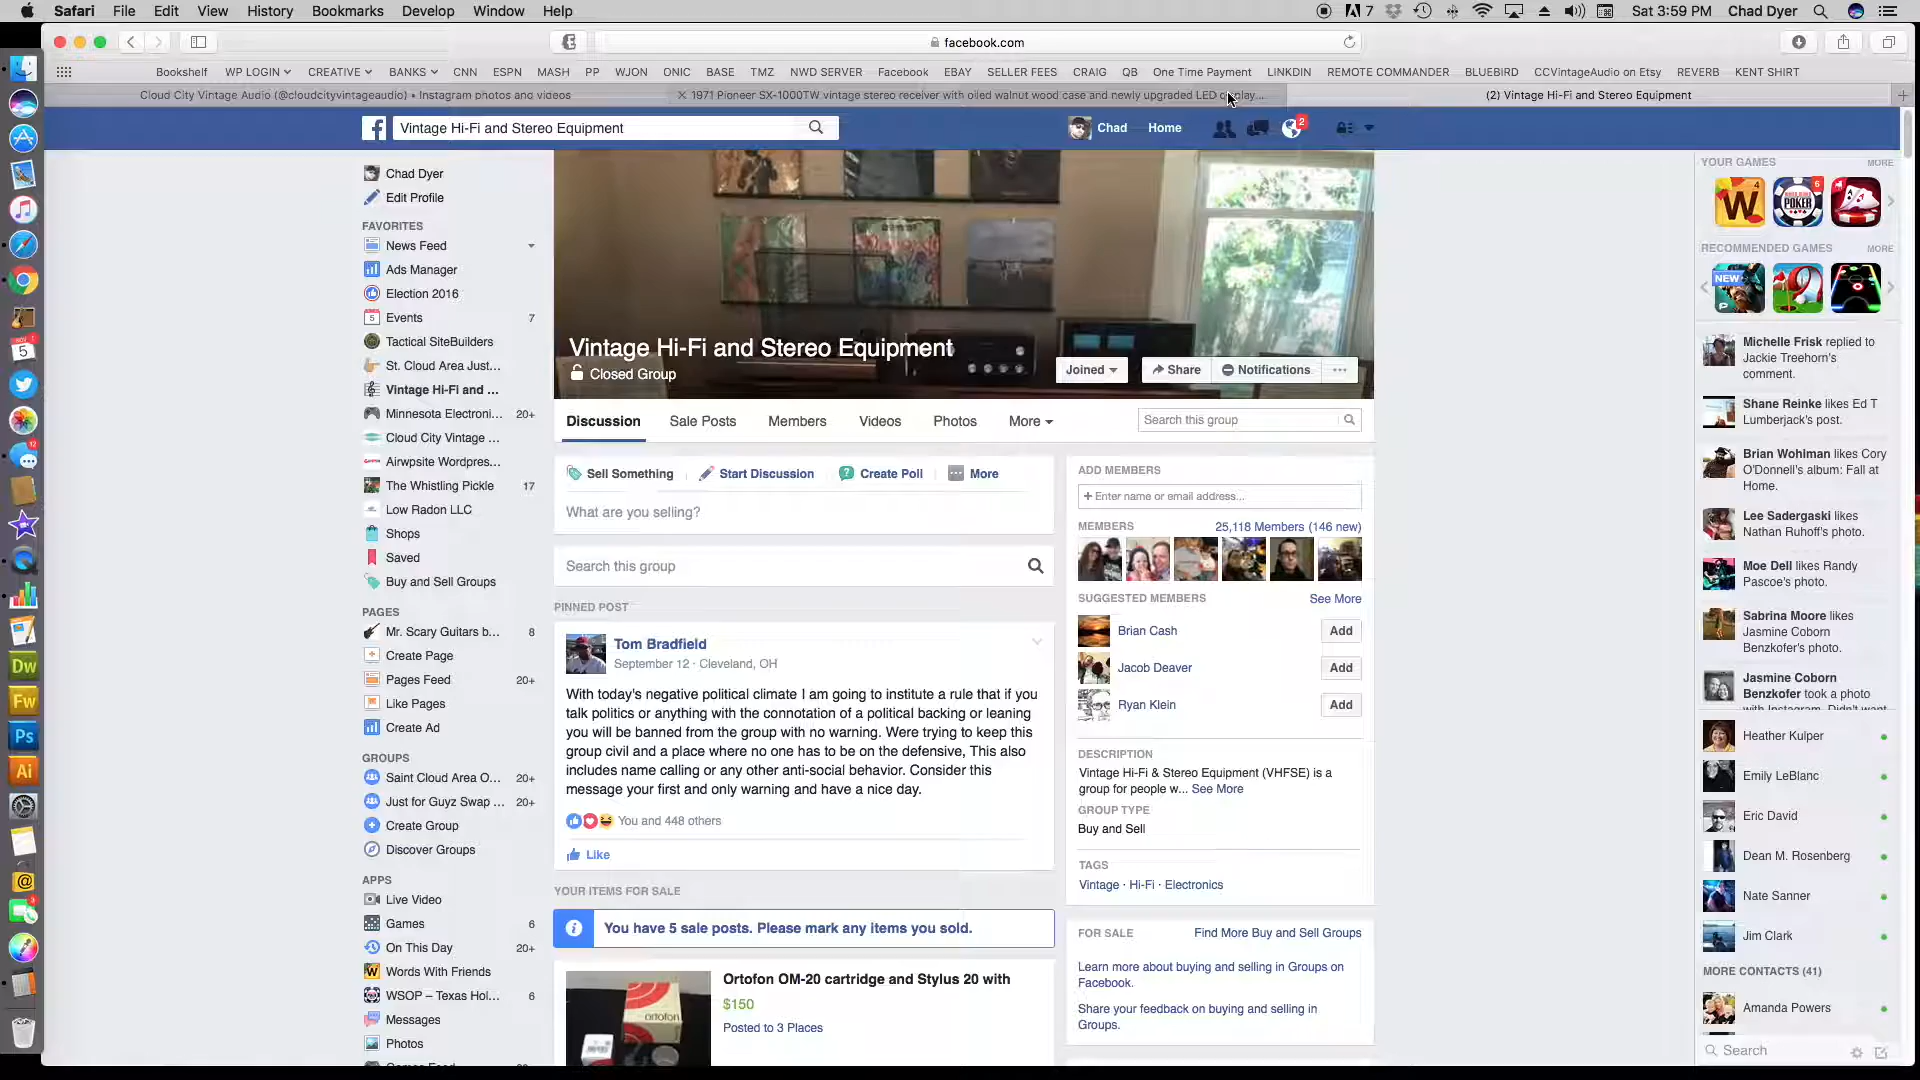 Safari File Edit View History Bookmarks Develop Window Help
7 Sat 3:59 PM Chad Dyer
facebook.com
Bookshelf WP LOGIN CREATIVE BANKS CNN ESPN MASH PP WJON ONIC BASE TMZ NWD SERVER Facebook EBAY SELLER FEES CRAIG QB One Time Payment LINKDIN REMOTE COMMANDER BLUEBIRD CCVintageAudio on Etsy REVERB KENT SHIRT
Cloud City Vintage Audio (@cloudcityvintageaudio) • Instagram photos and videos
1971 Pioneer SX-1000TW vintage stereo receiver with oiled walnut wood case and newly upgraded LED display...
(2) Vintage Hi-Fi and Stereo Equipment
Vintage Hi-Fi and Stereo Equipment
Chad Home 2
Chad Dyer
Edit Profile
FAVORITES
News Feed
Ads Manager
Election 2016
Events 7
Tactical SiteBuilders
St. Cloud Area Just...
Vintage Hi-Fi and ...
Minnesota Electroni... 20+
Cloud City Vintage ...
Airwpsite Wordpres...
The Whistling Pickle 17
Low Radon LLC
Shops
Saved
Buy and Sell Groups
PAGES
Mr. Scary Guitars b... 8
Create Page
Pages Feed 20+
Like Pages
Create Ad
GROUPS
Saint Cloud Area O... 20+
Just for Guyz Swap ... 20+
Create Group
Discover Groups
APPS
Live Video
Games 6
On This Day 20+
Words With Friends
WSOP – Texas Hol... 6
Messages
Photos
Vintage Hi-Fi and Stereo Equipment
Closed Group
Joined Share Notifications ...
Discussion Sale Posts Members Videos Photos More
Search this group
Sell Something Start Discussion Create Poll More
What are you selling?
Search this group
PINNED POST
Tom Bradfield
September 12 · Cleveland, OH
With today's negative political climate I am going to institute a rule that if you
talk politics or anything with the connotation of a political backing or leaning
you will be banned from the group with no warning. Were trying to keep this
group civil and a place where no one has to be on the defensive, This also
includes name calling or any other anti-social behavior. Consider this
message your first and only warning and have a nice day.
You and 448 others
Like
YOUR ITEMS FOR SALE
You have 5 sale posts. Please mark any items you sold.
Ortofon OM-20 cartridge and Stylus 20 with
$150
Posted to 3 Places
ortofon
ADD MEMBERS
+ Enter name or email address...
MEMBERS 25,118 Members (146 new)
SUGGESTED MEMBERS See More
Brian Cash Add
Jacob Deaver Add
Ryan Klein Add
DESCRIPTION
Vintage Hi-Fi & Stereo Equipment (VHFSE) is a
group for people w... See More
GROUP TYPE
Buy and Sell
TAGS
Vintage · Hi-Fi · Electronics
FOR SALE Find More Buy and Sell Groups
Learn more about buying and selling in Groups on
Facebook.
Share your feedback on buying and selling in
Groups.
YOUR GAMES MORE
W 4
POKER 6
RECOMMENDED GAMES MORE
NEW
Michelle Frisk replied to
Jackie Treehorn's
comment.
Shane Reinke likes Ed T
Lumberjack's post.
Brian Wohlman likes Cory
O'Donnell's album: Fall at
Home.
Lee Sadergaski likes
Nathan Ruhoff's photo.
Moe Dell likes Randy
Pascoe's photo.
Sabrina Moore likes
Jasmine Coborn
Benzkofer's photo.
Jasmine Coborn
Benzkofer took a photo
with Instagram. Didn't want
Heather Kulper
Emily LeBlanc
Eric David
Dean M. Rosenberg
Nate Sanner
Jim Clark
MORE CONTACTS (41)
Amanda Powers
Search
5
12
Dw
Fw
Ps
Ai
@
3